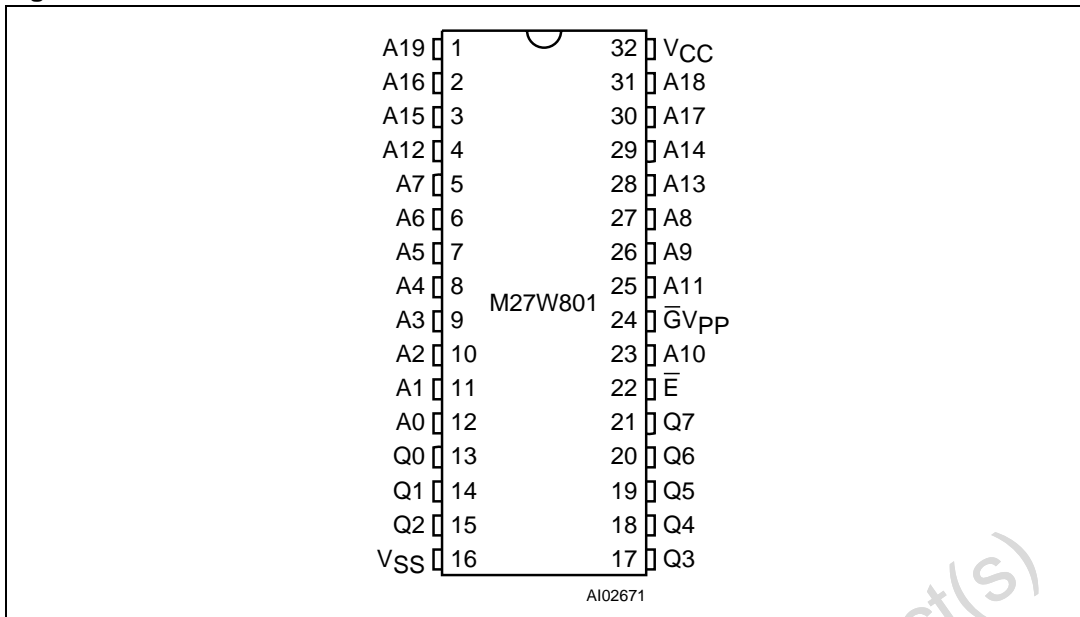 A19 1 32 VCC
A16 2 31 A18
A15 3 30 A17
A12 4 29 A14
A7 5 28 A13
A6 6 27 A8
A5 7 26 A9
A4 8 25 A11
M27W801
A3 9 24 G̅VPP
A2 10 23 A10
A1 11 22 E̅
A0 12 21 Q7
Q0 13 20 Q6
Q1 14 19 Q5
Q2 15 18 Q4
VSS 16 17 Q3
AI02671